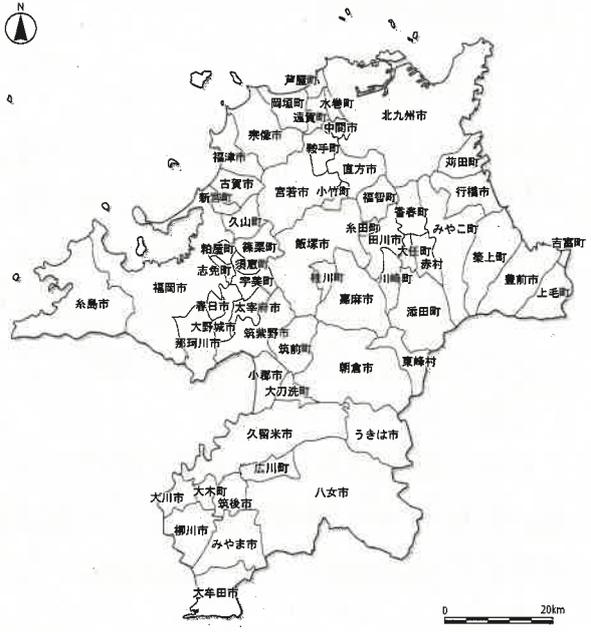 N
芦屋町
岡垣町
水巻町
遠賀町
中間市
北九州市
宗像市
鞍手町
福津市
直方市
苅田町
古賀市
宮若市
小竹町
福智町
行橋市
新宮町
香春町
久山町
糸田町
みやこ町
粕屋町
篠栗町
飯塚市
田川市
大任町
吉富町
志免町
須恵町
赤村
築上町
福岡市
宇美町
桂川町
川崎町
豊前市
上毛町
糸島市
春日市
太宰府市
嘉麻市
添田町
大野城市
筑紫野市
那珂川市
筑前町
朝倉市
東峰村
小郡市
大刀洗町
久留米市
うきは市
広川町
大川市
大木町
筑後市
八女市
柳川市
みやま市
大牟田市
0 20km